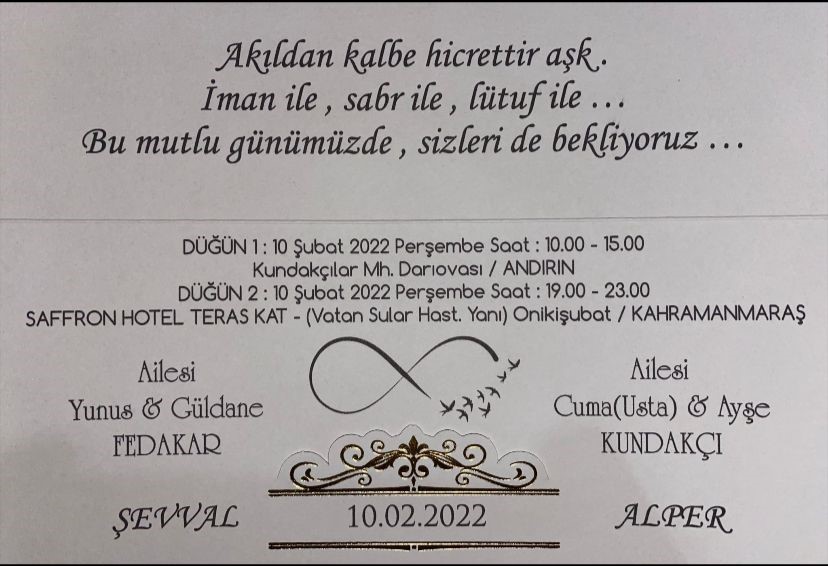 Akıldan kalbe hicrettir aşk.
İman ile , sabr ile , lütuf ile ...
Bu mutlu günümüzde , sizleri de bekliyoruz ...
DÜĞÜN 1 : 10 Şubat 2022 Perşembe Saat : 10.00 - 15.00
Kundakçılar Mh. Darıovası / ANDIRIN
DÜĞÜN 2 : 10 Şubat 2022 Perşembe Saat : 19.00 - 23.00
SAFFRON HOTEL TERAS KAT - (Vatan Sular Hast. Yanı) Onikişubat / KAHRAMANMARAŞ
Ailesi
Yunus & Güldane
FEDAKAR
Ailesi
Cuma(Usta) & Ayşe
KUNDAKÇI
ŞEVVAL
10.02.2022
ALPER